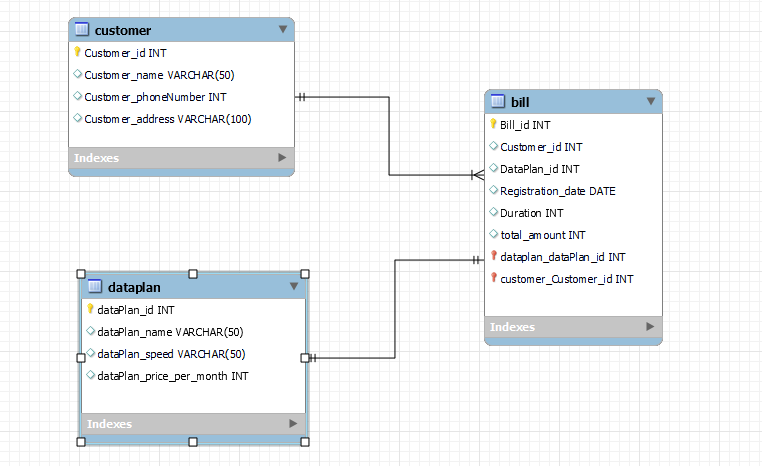 customer
Customer_id INT
Customer_name VARCHAR(50)
Customer_phoneNumber INT
Customer_address VARCHAR(100)
Indexes
bill
Bill_id INT
Customer_id INT
DataPlan_id INT
Registration_date DATE
Duration INT
total_amount INT
dataplan_dataPlan_id INT
customer_Customer_id INT
Indexes
dataplan
dataPlan_id INT
dataPlan_name VARCHAR(50)
dataPlan_speed VARCHAR(50)
dataPlan_price_per_month INT
Indexes